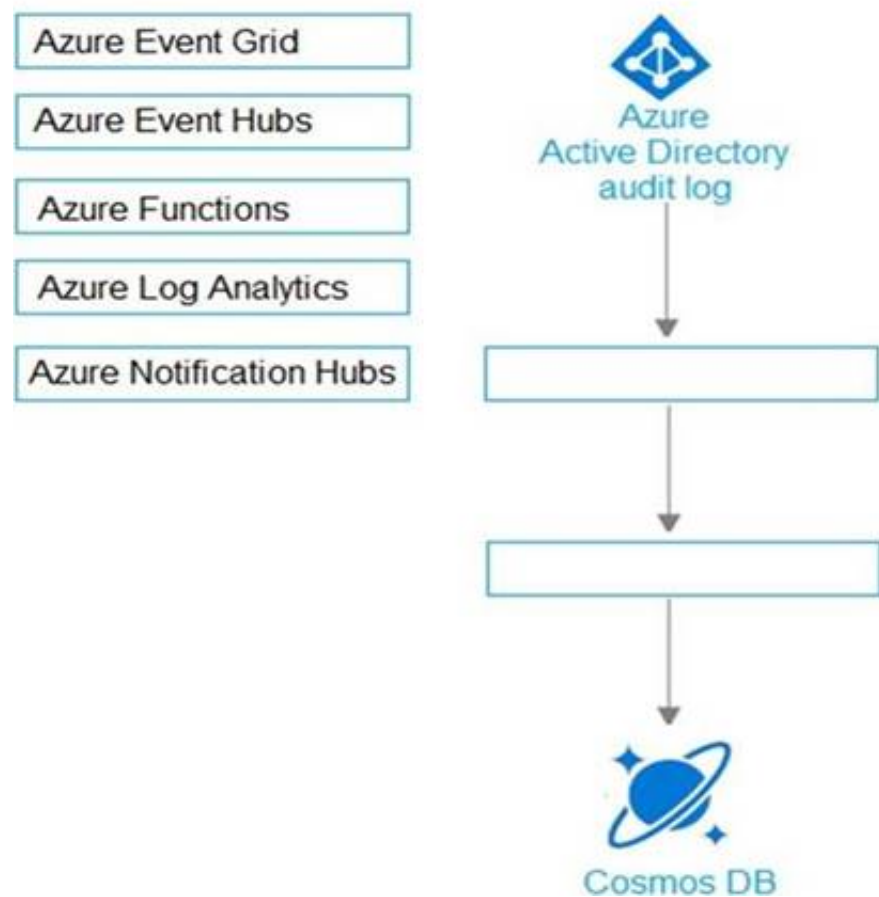 Azure Event Grid
Azure Event Hubs
Azure Functions
Azure Log Analytics
Azure Notification Hubs
Azure
Active Directory
audit log
Cosmos DB